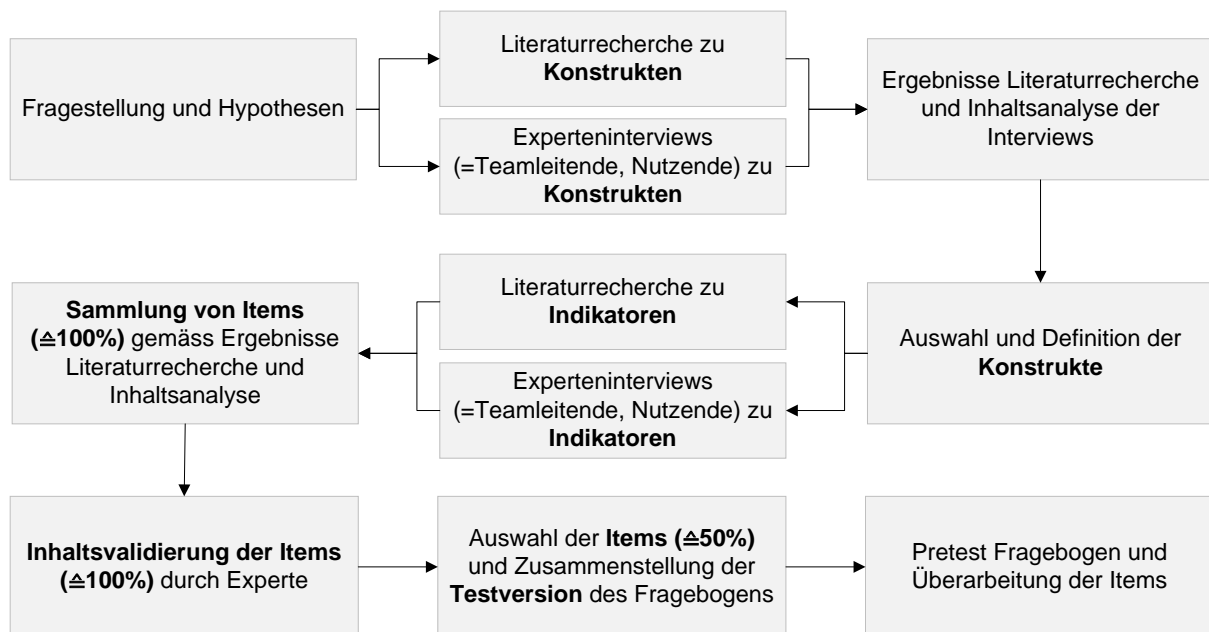 Fragestellung und Hypothesen
Literaturrecherche zu
Konstrukten
Experteninterviews
(=Teamleitende, Nutzende) zu
Konstrukten
Ergebnisse Literaturrecherche
und Inhaltsanalyse der
Interviews
Auswahl und Definition der
Konstrukte
Literaturrecherche zu
Indikatoren
Experteninterviews
(=Teamleitende, Nutzende) zu
Indikatoren
Sammlung von Items
(≙100%) gemäss Ergebnisse
Literaturrecherche und
Inhaltsanalyse
Inhaltsvalidierung der Items
(≙100%) durch Experte
Auswahl der Items (≙50%)
und Zusammenstellung der
Testversion des Fragebogens
Pretest Fragebogen und
Überarbeitung der Items